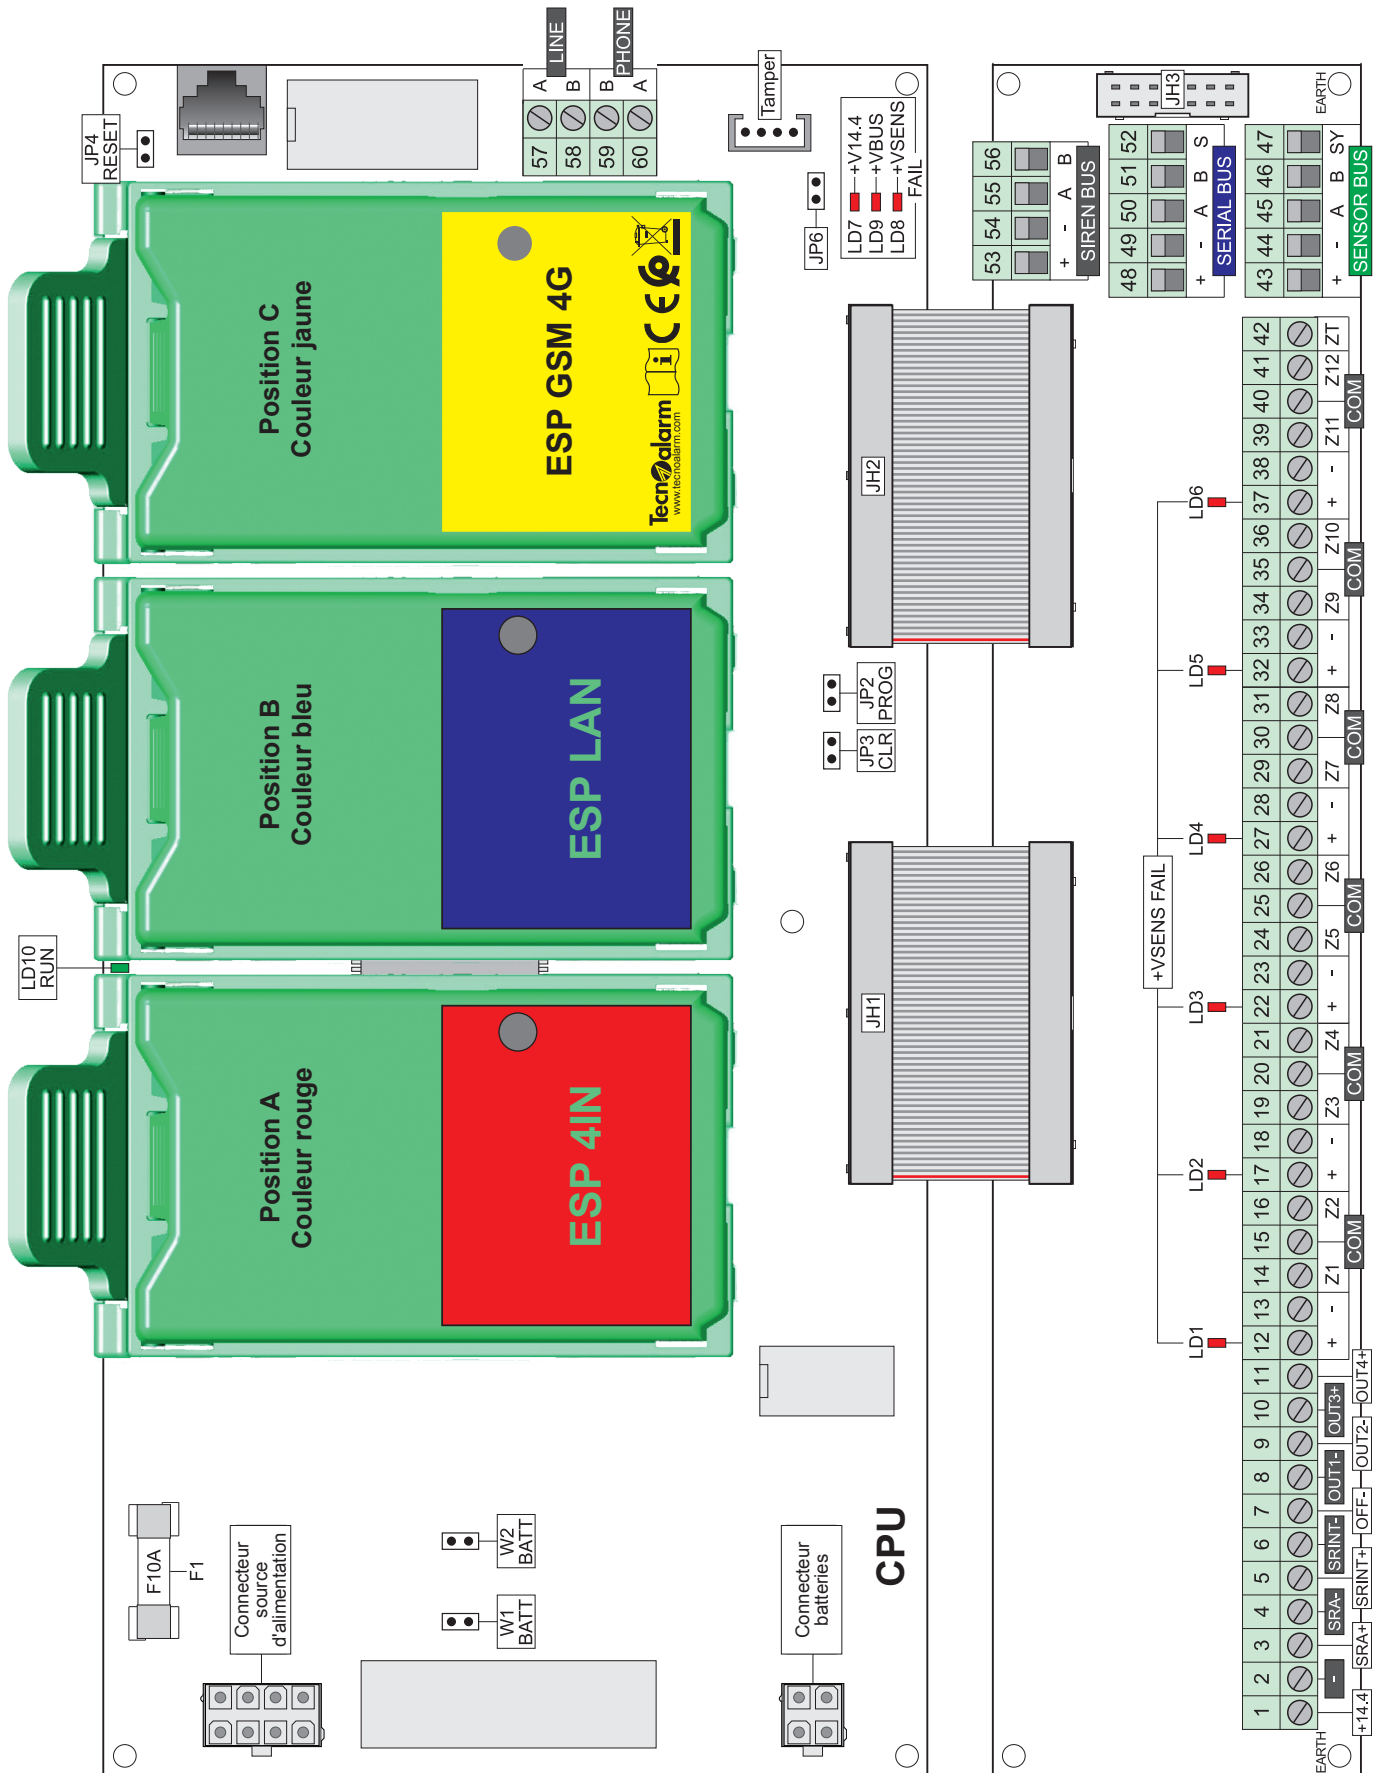 JP4
RESET
57
58
59
60
A
B
B
A
LINE
PHONE
Tamper
JP6
LD7
+V14.4
LD9
+VBUS
LD8
+VSENS
FAIL
Position C
Couleur jaune
ESP GSM 4G
Tecnoalarm
www.tecnoalarm.com
i
CE
Position B
Couleur bleu
ESP LAN
LD10
RUN
Position A
Couleur rouge
ESP 4IN
JP2
PROG
JP3
CLR
JH2
JH1
F10A
F1
Connecteur
source
d'alimentation
W2
BATT
W1
BATT
Connecteur
batteries
CPU
EARTH
JH3
53 54 55 56
+ - A B
SIREN BUS
48 49 50 51 52
+ - A B S
SERIAL BUS
43 44 45 46 47
+ - A B SY
SENSOR BUS
+VSENS FAIL
LD1
LD2
LD3
LD4
LD5
LD6
1 2 3 4 5 6 7 8 9 10 11 12 13 14 15 16 17 18 19 20 21 22 23 24 25 26 27 28 29 30 31 32 33 34 35 36 37 38 39 40 41 42
+ - Z1 Z2 + - Z3 Z4 + - Z5 Z6 + - Z7 Z8 + - Z9 Z10 + - Z11 Z12 ZT
COM COM COM COM COM COM
- SRA- SRINT- OUT1- OUT3+
+14.4 SRA+ SRINT+ OFF- OUT2- OUT4+
EARTH